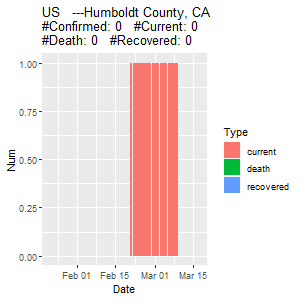 US ---Humboldt County, CA
#Confirmed: 0 #Current: 0
#Death: 0 #Recovered: 0
1.00
0.75
0.50
0.25
0.00
Num
Feb 01 Feb 15 Mar 01 Mar 15
Date
Type
current
death
recovered